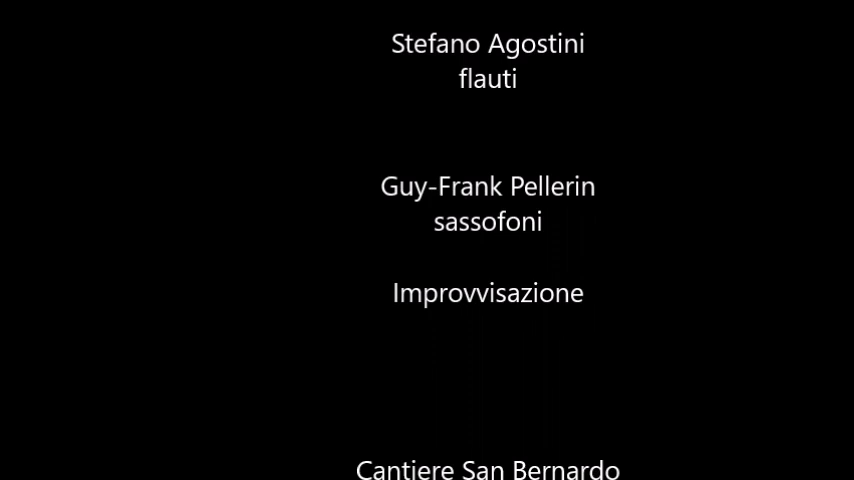 Stefano Agostini
flauti
Guy-Frank Pellerin
sassofoni
Improvvisazione
Cantiere San Bernardo